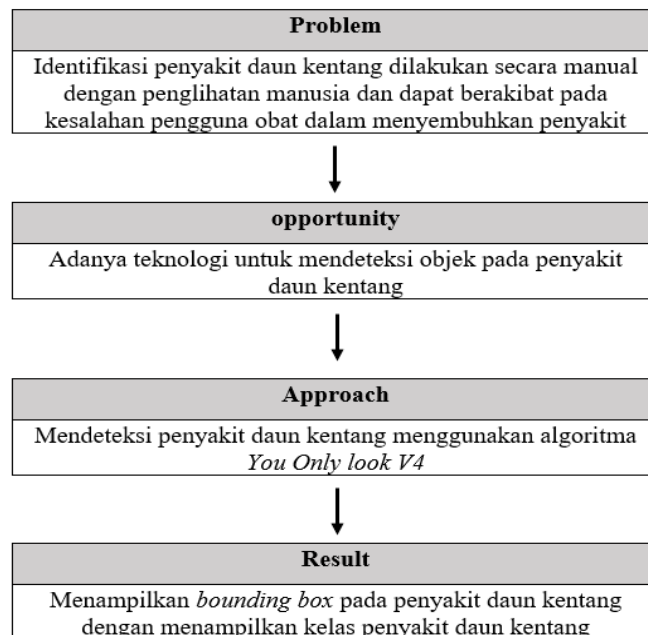 Problem
Identifikasi penyakit daun kentang dilakukan secara manual
dengan penglihatan manusia dan dapat berakibat pada
kesalahan pengguna obat dalam menyembuhkan penyakit
opportunity
Adanya teknologi untuk mendeteksi objek pada penyakit
daun kentang
Approach
Mendeteksi penyakit daun kentang menggunakan algoritma
You Only look V4
Result
Menampilkan bounding box pada penyakit daun kentang
dengan menampilkan kelas penyakit daun kentang